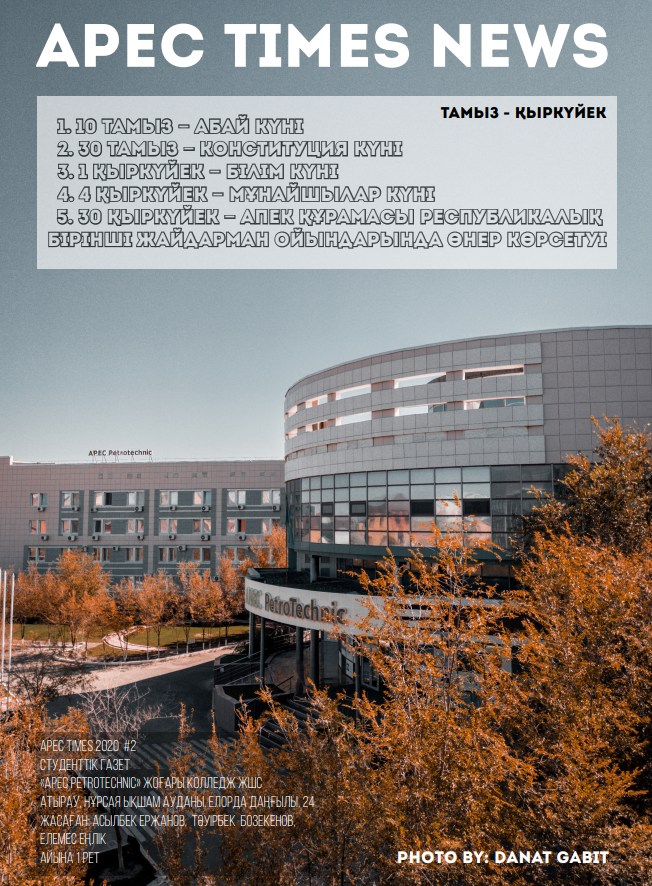 APEC TIMES NEWS
ТАМЫЗ - ҚЫРКҮЙЕК
1. 10 ТАМЫЗ – АБАЙ КҮНІ
2. 30 ТАМЫЗ – КОНСТИТУЦИЯ КҮНІ
3. 1 ҚЫРКҮЙЕК – БІЛІМ КҮНІ
4. 4 ҚЫРКҮЙЕК – МҰНАЙШЫЛАР КҮНІ
5. 30 ҚЫРКҮЙЕК – АПЕК ҚҰРАМАСЫ РЕСПУБЛИКАЛЫҚ
БІРІНШІ ЖАЙДАРМАН ОЙЫНДАРЫНДА ӨНЕР КӨРСЕТУІ
APEC Petrotechnic
APEC PetroTechnic
APEC TIMES 2020 #2
СТУДЕНТТІК ГАЗЕТ
«APEC PETROTECHNIC» ЖОҒАРЫ КОЛЛЕДЖ ЖШС
АТЫРАУ, НҰРСАЯ ЫҚШАМ АУДАНЫ, ЕЛОРДА ДАҢҒЫЛЫ, 24
ЖАСАҒАН: АСЫЛБЕК ЕРЖАНОВ, ТӘУІРБЕК БОЗЕКЕНОВ,
ЕЛЕМЕС ЕҢЛІК
АЙЫНА 1 РЕТ
PHOTO BY: DANAT GABIT